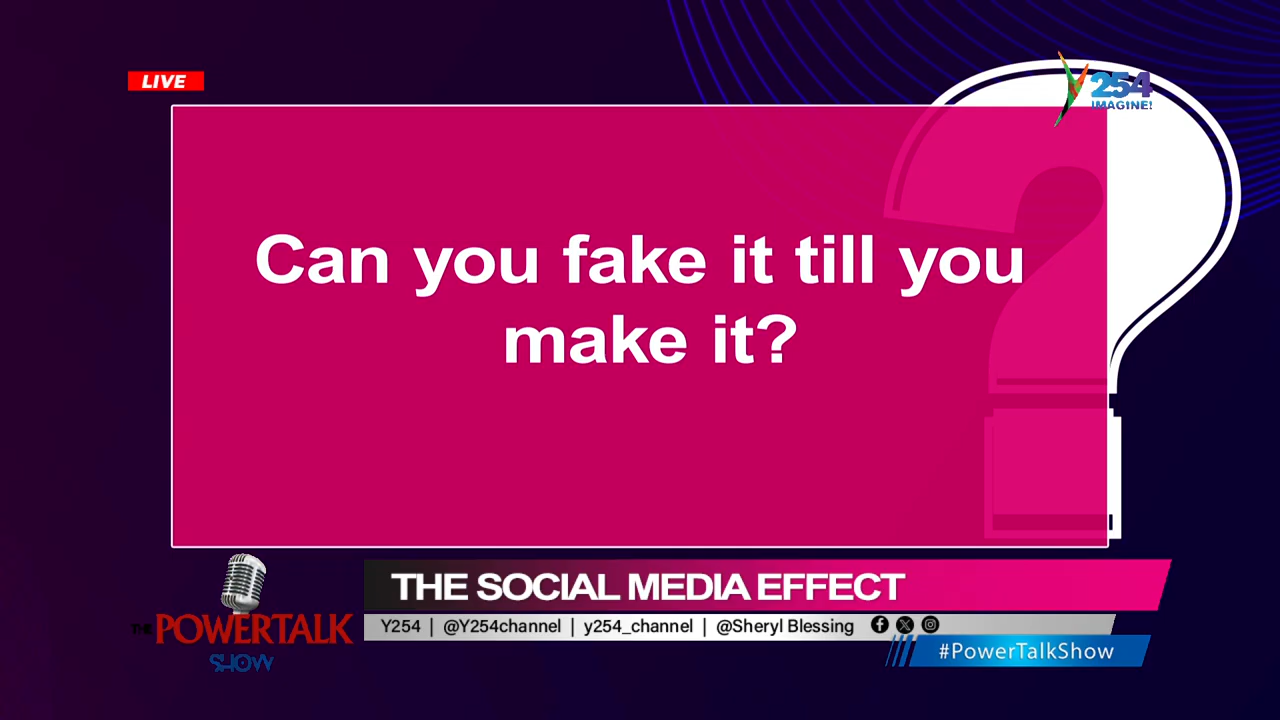 LIVE
254
IMAGINE!
Can you fake it till you
make it?
THE SOCIAL MEDIA EFFECT
THE POWERTALK
SHOW
Y254 | @Y254channel | y254_channel | @Sheryl Blessing
#PowerTalkShow